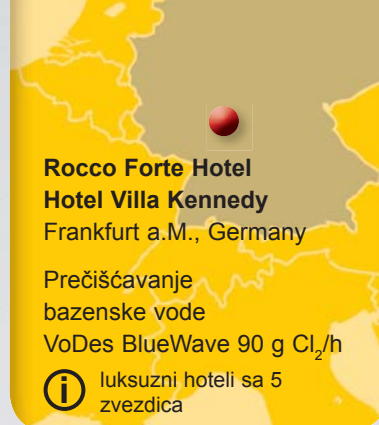 Rocco Forte Hotel
Hotel Villa Kennedy
Frankfurt a.M., Germany
Prečišćavanje
bazenske vode
VoDes BlueWave 90 g Cl₂/h
i luksuzni hoteli sa 5
zvezdica